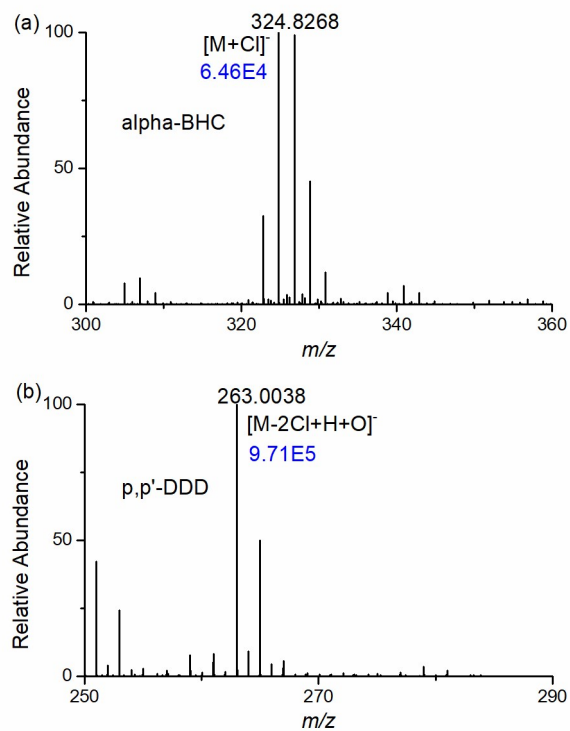 (a)
324.8268
[M+Cl]-
6.46E4
alpha-BHC
Relative Abundance
100
50
0
300
320
340
360
m/z
(b)
263.0038
[M-2Cl+H+O]-
9.71E5
p,p'-DDD
Relative Abundance
100
50
0
250
270
290
m/z